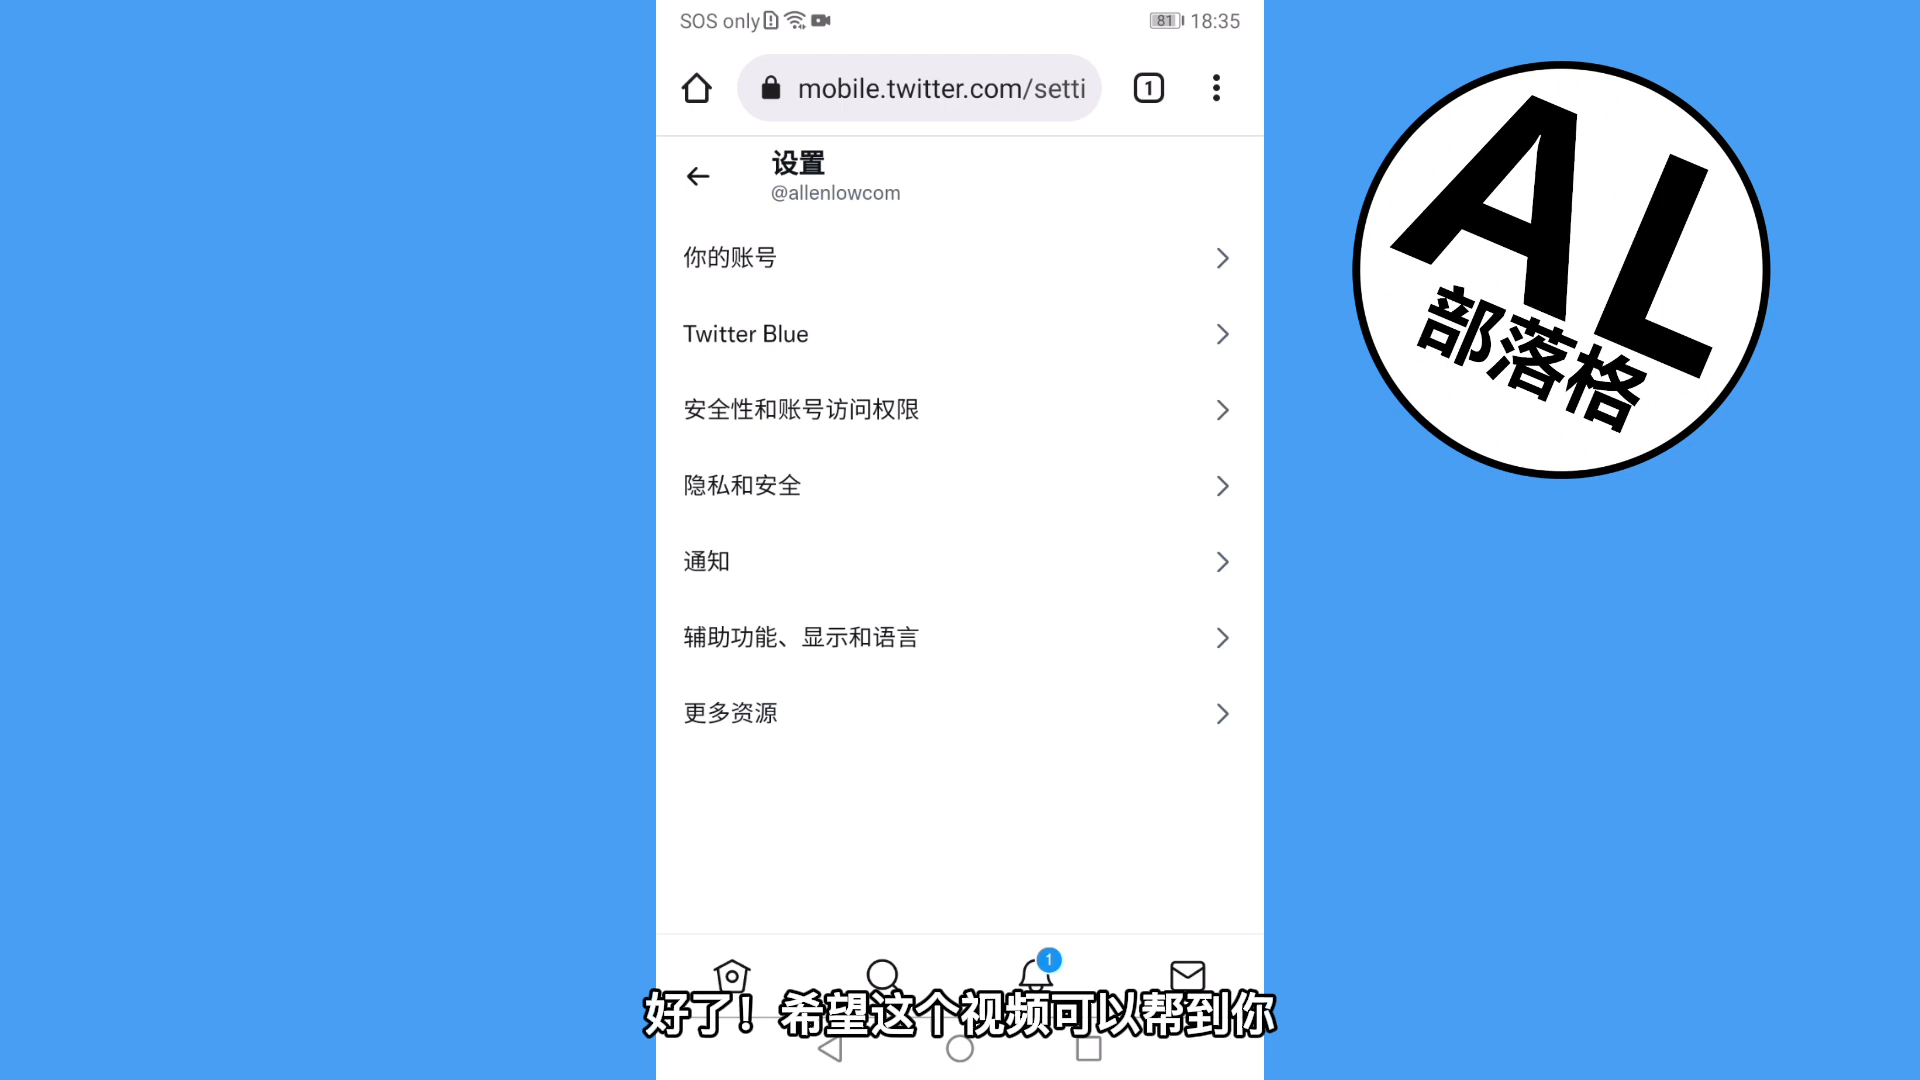 SOS only 81 18:35
mobile.twitter.com/setti 1
设置
@allenlowcom
你的账号
Twitter Blue
安全性和账号访问权限
隐私和安全
通知
辅助功能、显示和语言
更多资源
1
好了！希望这个视频可以帮到你
AL
部落格